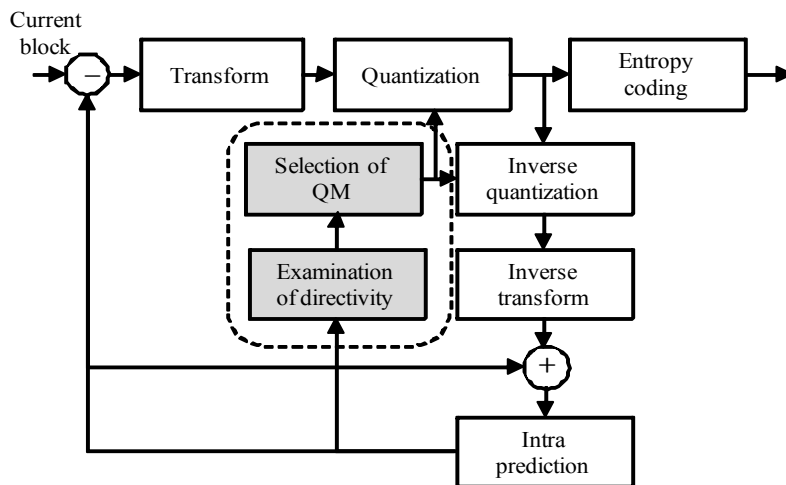 Current
block
−
Transform
Quantization
Entropy
coding
Selection of
QM
Inverse
quantization
Examination
of directivity
Inverse
transform
+
Intra
prediction